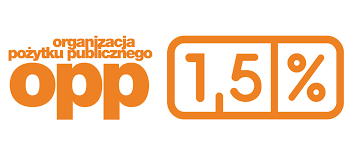 organizacja
pożytku publicznego
opp
1,5 %